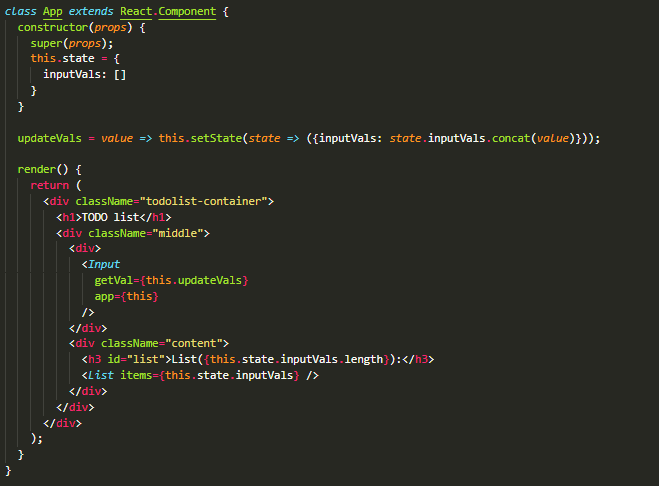 class App extends React.Component {
  constructor(props) {
    super(props);
    this.state = {
      inputVals: []
    }
  }

  updateVals = value => this.setState(state => ({inputVals: state.inputVals.concat(value)}));

  render() {
    return (
      <div className="todolist-container">
        <h1>TODO list</h1>
        <div className="middle">
          <div>
            <Input
              getVal={this.updateVals}
              app={this}
            />
          </div>
          <div className="content">
            <h3 id="list">List({this.state.inputVals.length}):</h3>
            <List items={this.state.inputVals} />
          </div>
        </div>
      </div>
    );
  }
}